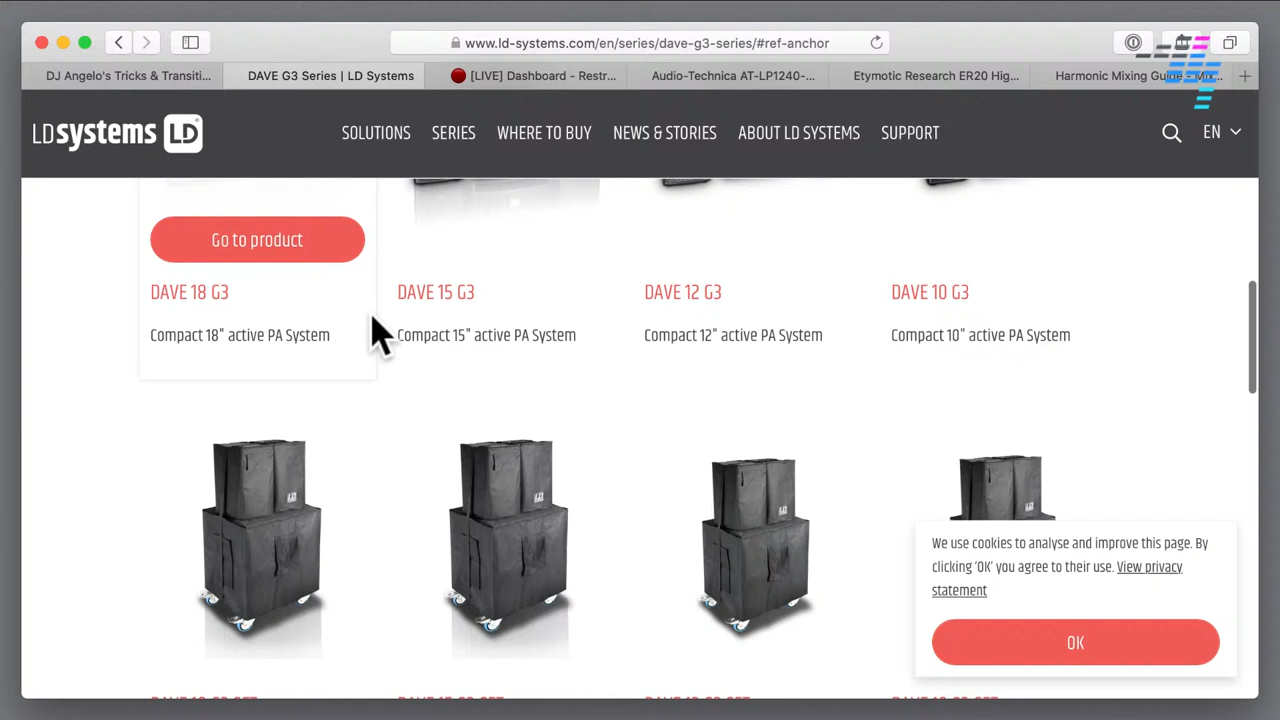 www.ld-systems.com/en/series/dave-g3-series/#ref-anchor
DJ Angelo's Tricks & Transiti...
DAVE G3 Series | LD Systems
[LIVE] Dashboard - Restr...
Audio-Technica AT-LP1240-...
Etymotic Research ER20 Hig...
Harmonic Mixing Guide - Mix...
LD systems LD
SOLUTIONS
SERIES
WHERE TO BUY
NEWS & STORIES
ABOUT LD SYSTEMS
SUPPORT
EN
Go to product
DAVE 18 G3
DAVE 15 G3
DAVE 12 G3
DAVE 10 G3
Compact 18" active PA System
Compact 15" active PA System
Compact 12" active PA System
Compact 10" active PA System
We use cookies to analyse and improve this page. By
clicking 'OK' you agree to their use. View privacy
statement
OK